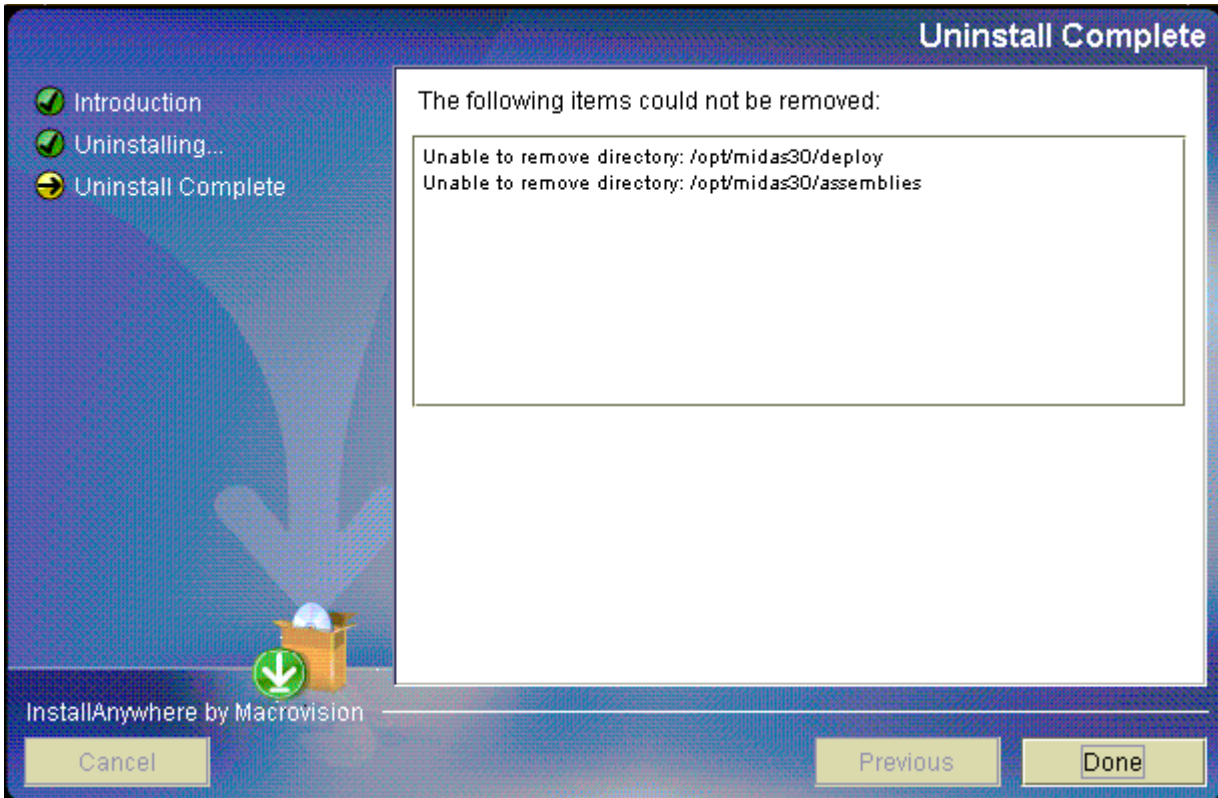 Uninstall Complete
Introduction
Uninstalling...
Uninstall Complete
The following items could not be removed:
Unable to remove directory: /opt/midas30/deploy
Unable to remove directory: /opt/midas30/assemblies
InstallAnywhere by Macrovision
Cancel
Previous
Done